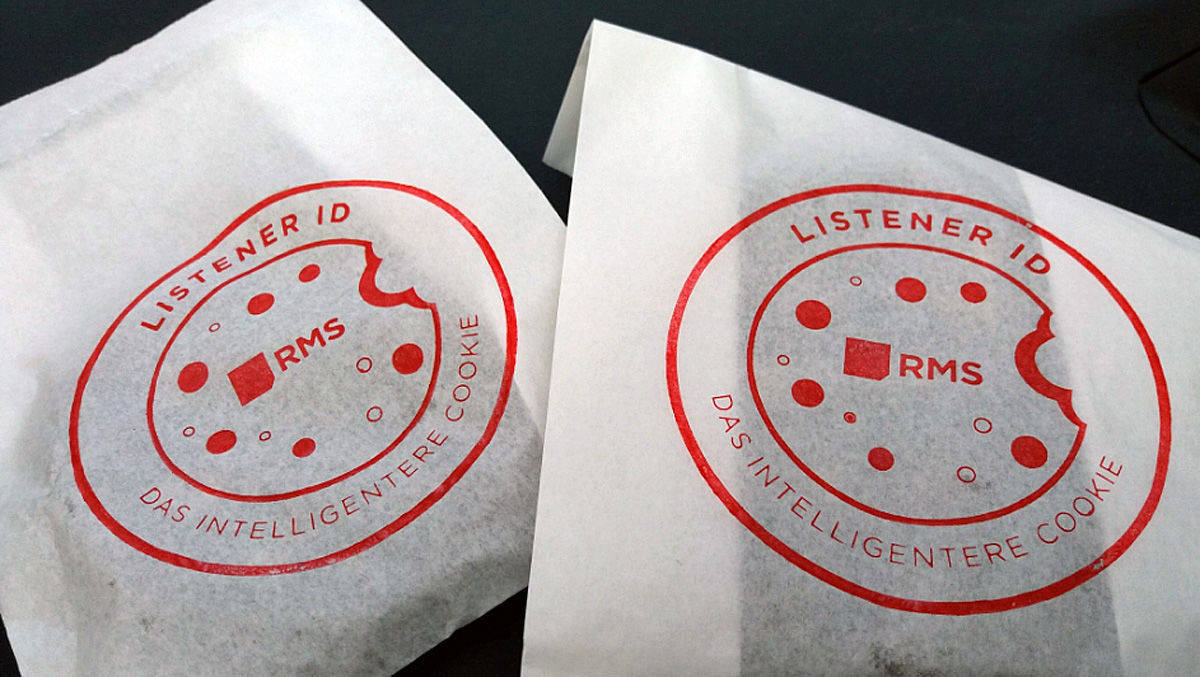 LISTENER ID
RMS
DAS INTELLIGENTERE COOKIE
LISTENER ID
RMS
DAS INTELLIGENTERE COOKIE